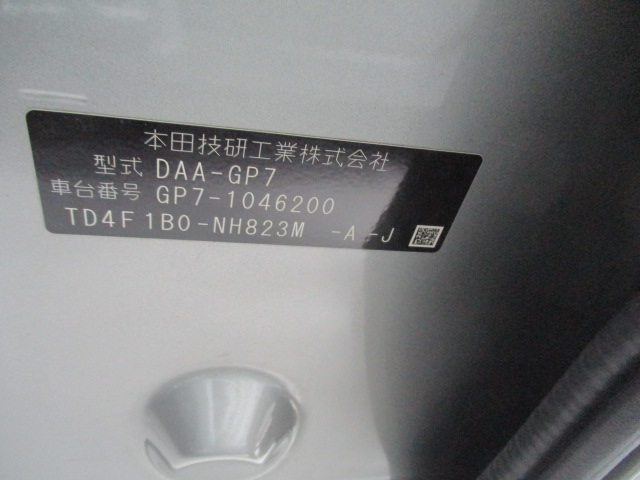 本田技研工業株式会社
型式 DAA-GP7
車台番号 GP7-1046200
TD4F1B0-NH823M -A -J